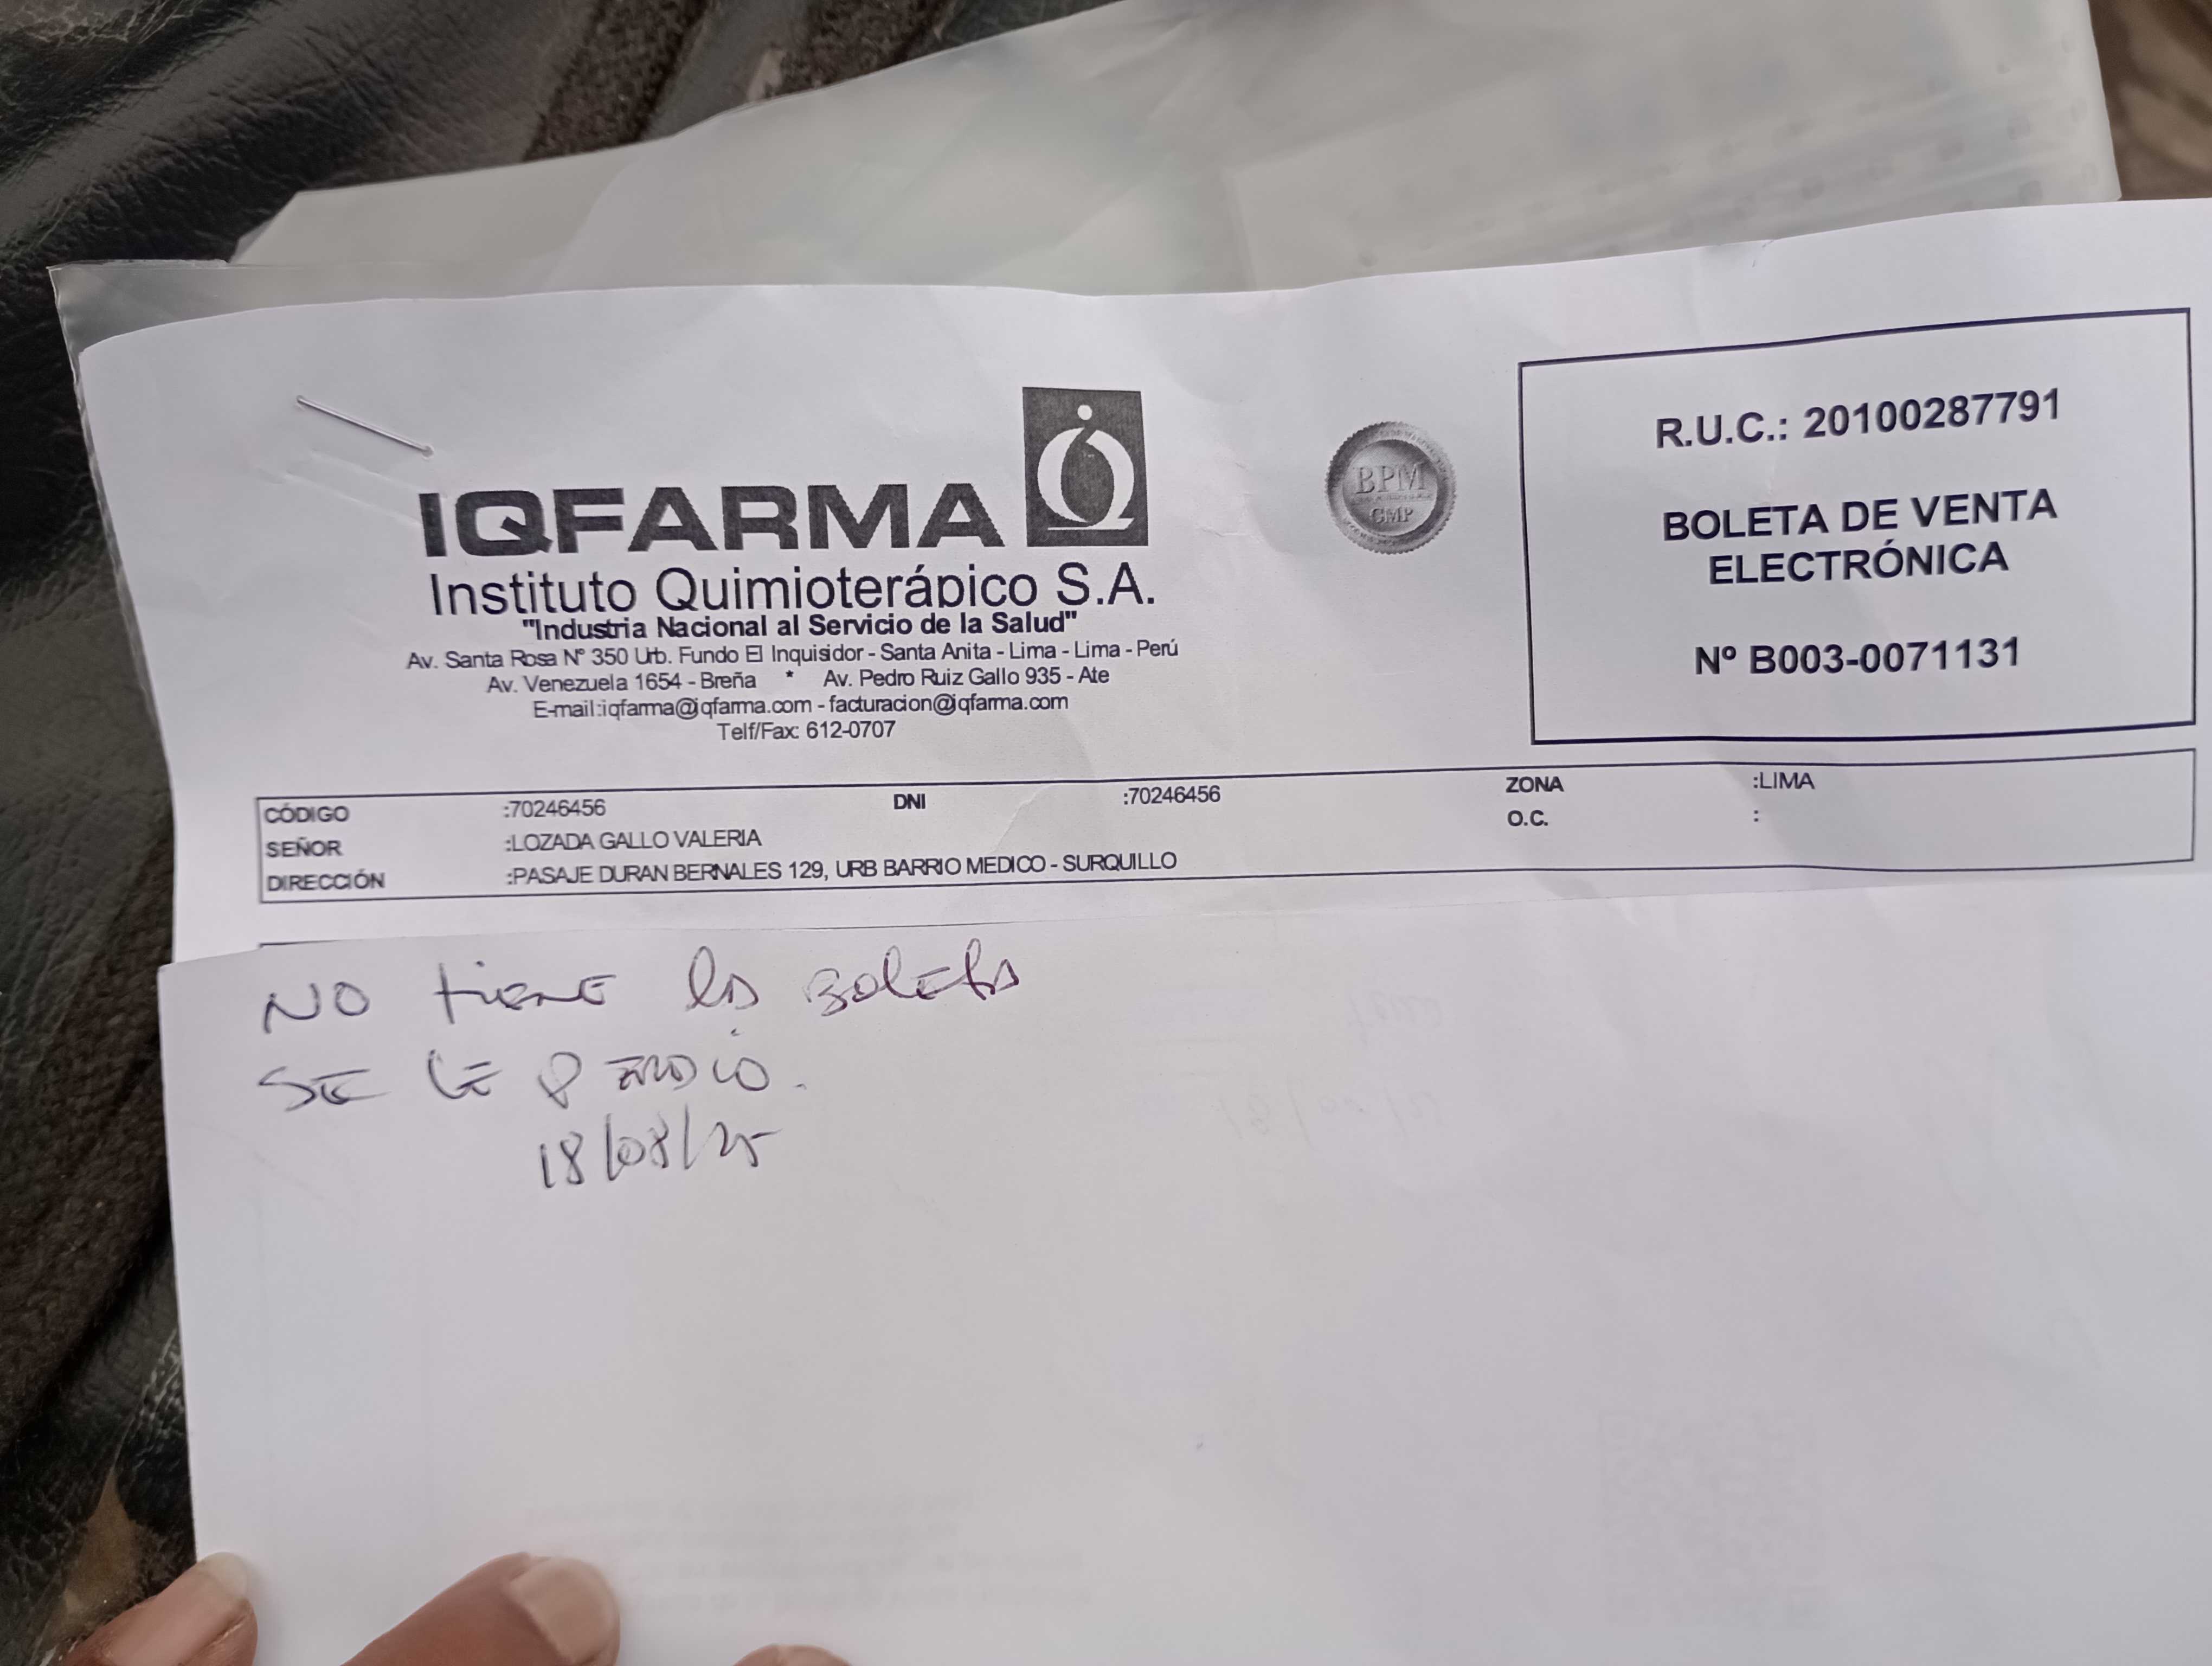 IQFARMA
Instituto Quimioterápico S.A.
"Industria Nacional al Servicio de la Salud"
Av. Santa Rosa Nº 350 Urb. Fundo El Inquisidor - Santa Anita - Lima - Lima - Perú
Av. Venezuela 1654 - Breña * Av. Pedro Ruiz Gallo 935 - Ate
E-mail:iqfarma@iqfarma.com - facturacion@iqfarma.com
Telf/Fax: 612-0707
BPM
GMP
R.U.C.: 20100287791
BOLETA DE VENTA
ELECTRÓNICA
Nº B003-0071131
CÓDIGO :70246456 DNI :70246456 ZONA :LIMA
SEÑOR :LOZADA GALLO VALERIA O.C. :
DIRECCIÓN :PASAJE DURAN BERNALES 129, URB BARRIO MEDICO - SURQUILLO
NO tiene la Boleta
SE LE PERDIO.
18/08/25